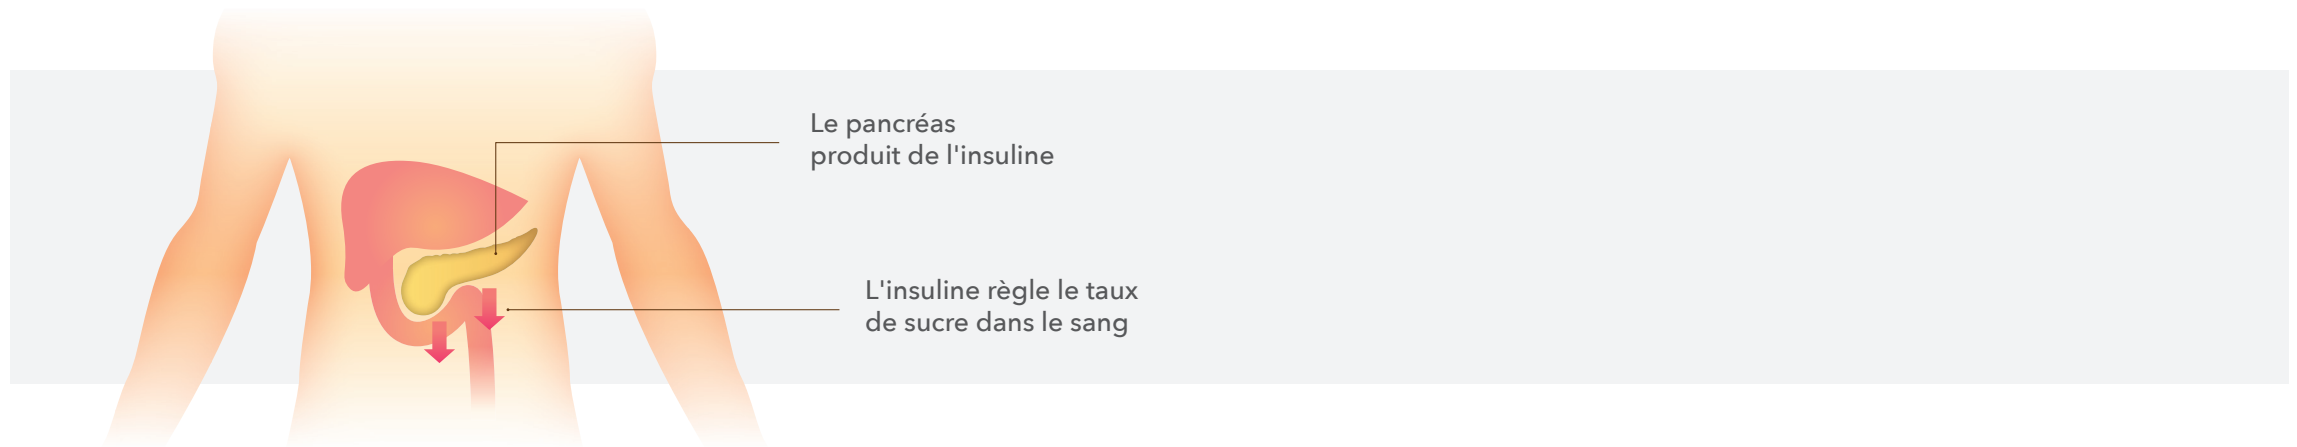 Le pancréas
produit de l'insuline
L'insuline règle le taux
de sucre dans le sang